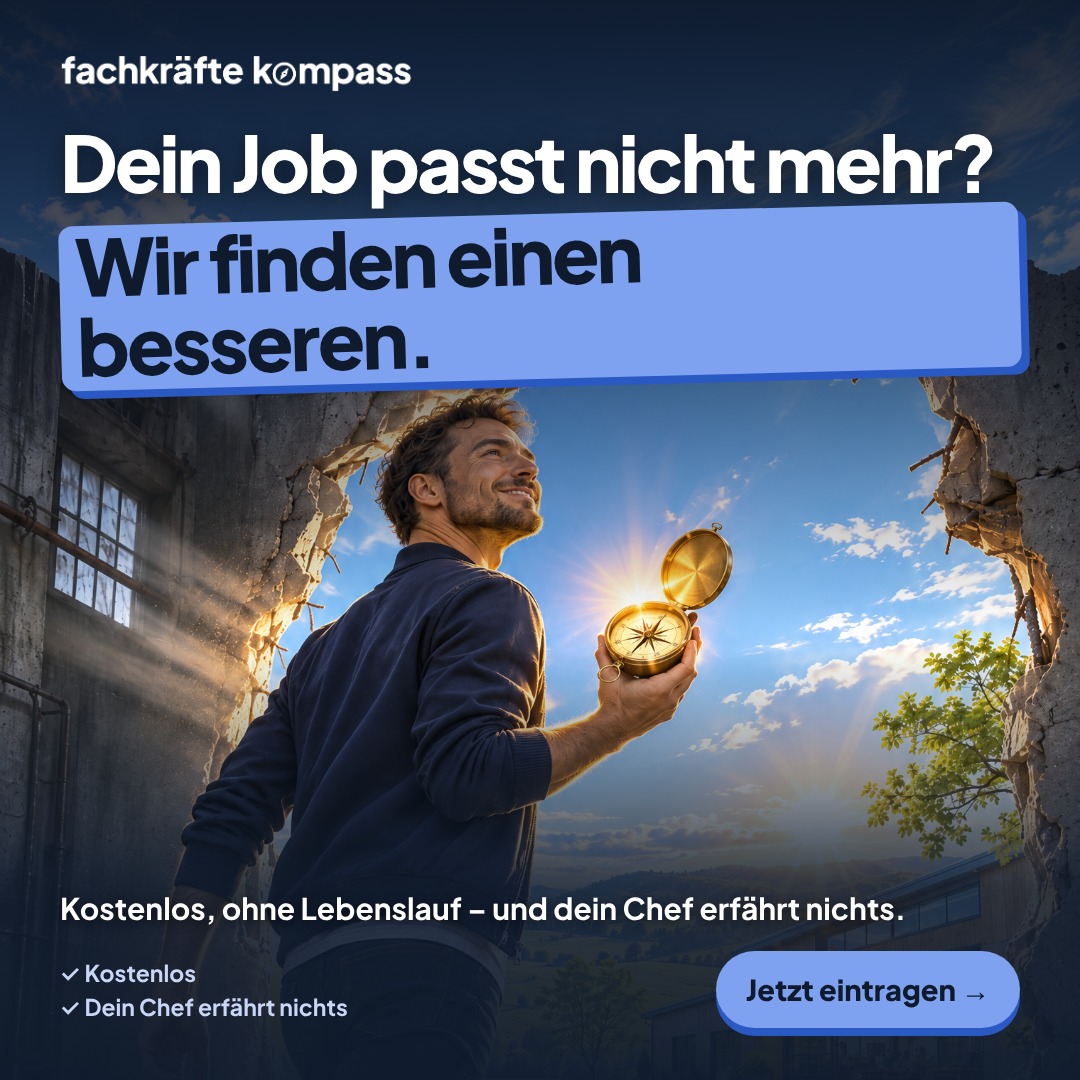 fachkräfte kompass
Dein Job passt nicht mehr?
Wir finden einen
besseren.
Kostenlos, ohne Lebenslauf – und dein Chef erfährt nichts.
✓ Kostenlos
✓ Dein Chef erfährt nichts
Jetzt eintragen →